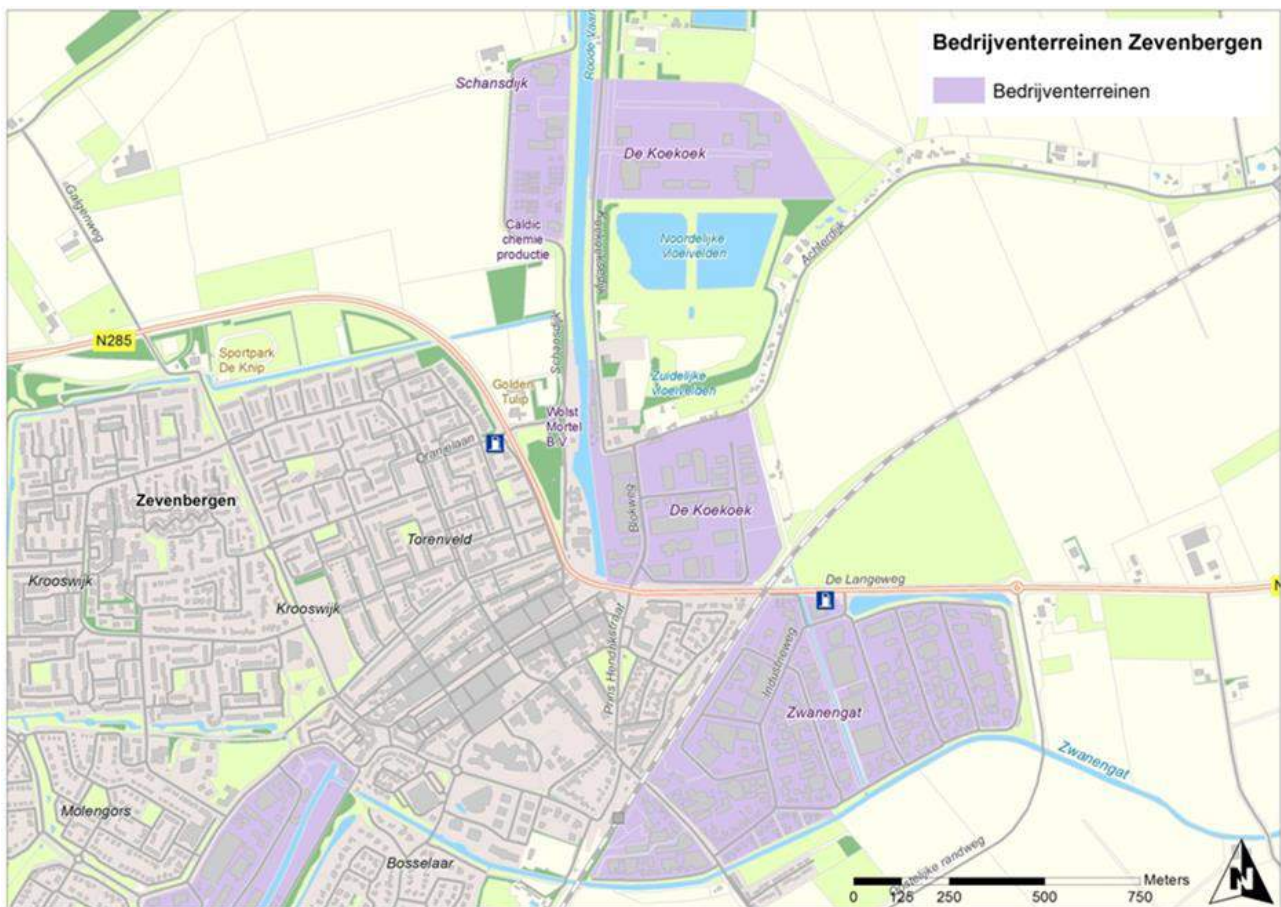 Bedrijventerreinen Zevenbergen
Bedrijventerreinen
Roode Vaart
Schansdijk
De Koekoek
Galgenweg
Caldic
chemie
productie
Noordelijke
Vloeivelden
Achterdijk
N285
Schansdijk
Sportpark
De Knip
Golden
Tulip
Zuidelijke
Vloeivelden
Wolst
Mortel
B.V.
Oranjelaan
Zevenbergen
Blokweg
De Koekoek
Torenveld
Krooswijk
De Langeweg
N
Krooswijk
Prins Hendrikstraat
Industrieweg
Zwanengat
Zwanengat
Molengors
Bosselaar
Oostelijke randweg
Meters
0 125 250 500 750
N